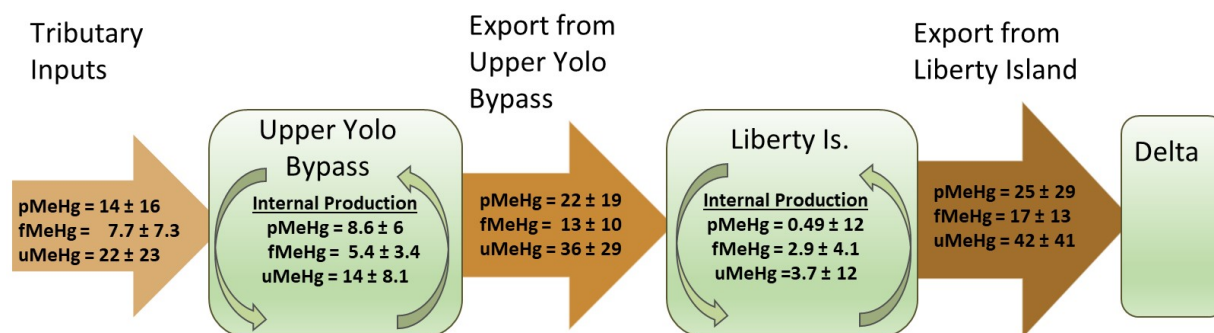 Tributary
Inputs
pMeHg = 14 ± 16
fMeHg = 7.7 ± 7.3
uMeHg = 22 ± 23
Upper Yolo
Bypass
Internal Production
pMeHg = 8.6 ± 6
fMeHg = 5.4 ± 3.4
uMeHg = 14 ± 8.1
Export from
Upper Yolo
Bypass
pMeHg = 22 ± 19
fMeHg = 13 ± 10
uMeHg = 36 ± 29
Liberty Is.
Internal Production
pMeHg = 0.49 ± 12
fMeHg = 2.9 ± 4.1
uMeHg =3.7 ± 12
Export from
Liberty Island
pMeHg = 25 ± 29
fMeHg = 17 ± 13
uMeHg = 42 ± 41
Delta